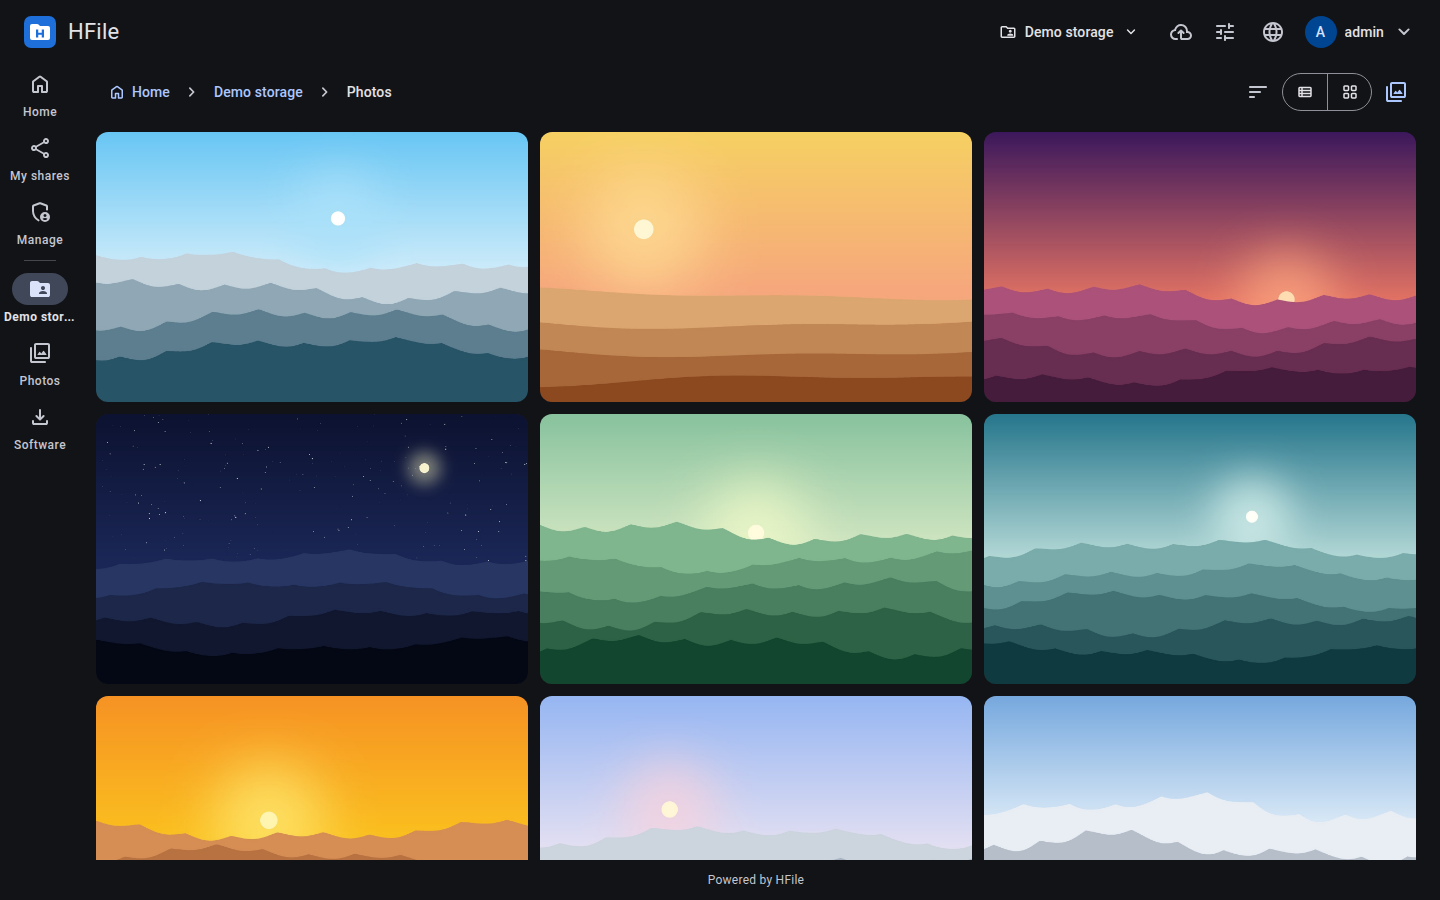 HFile
Demo storage
A
admin
Home
My shares
Manage
Demo stor...
Photos
Software
Home
Demo storage
Photos
Powered by HFile